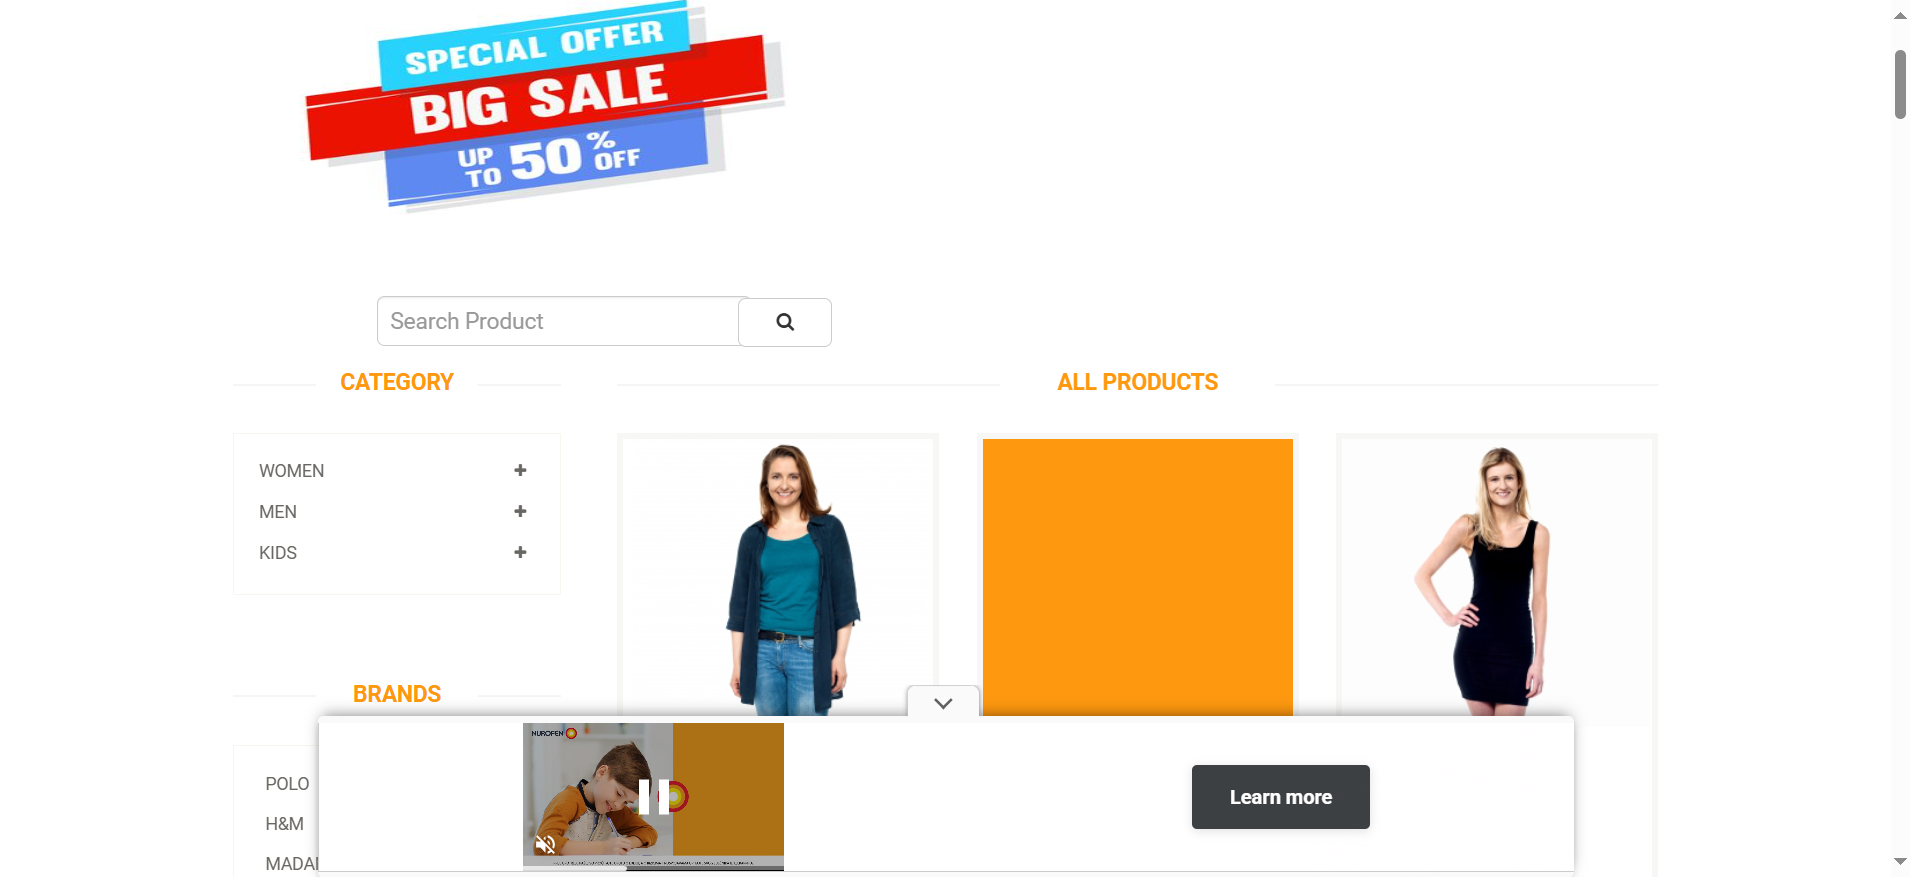 SPECIAL OFFER
BIG SALE
UP TO 50% OFF
Search Product
CATEGORY
ALL PRODUCTS
WOMEN
MEN
KIDS
BRANDS
POLO
H&M
MADA
NUROFEN
Learn more